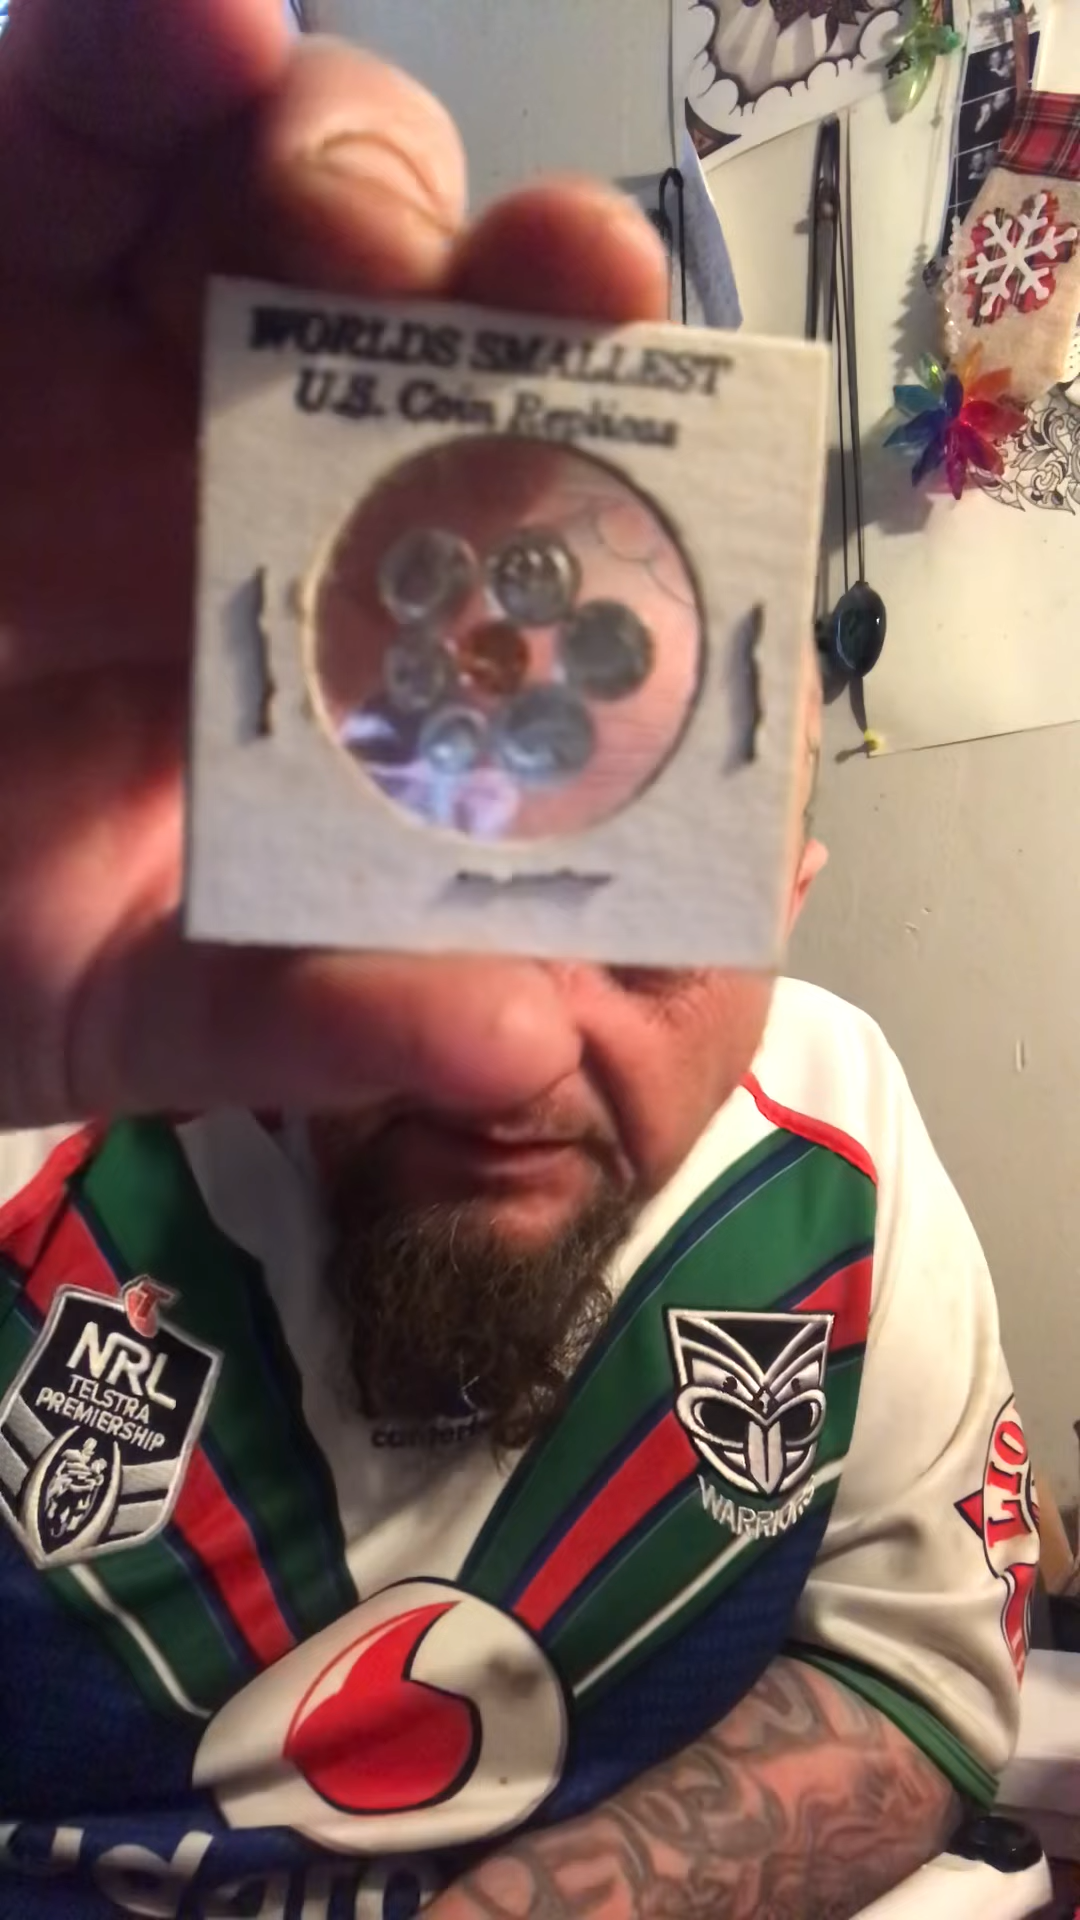 WORLDS SMALLEST
U.S. Coin Replicas
NRL
TELSTRA
PREMIERSHIP
WARRIORS